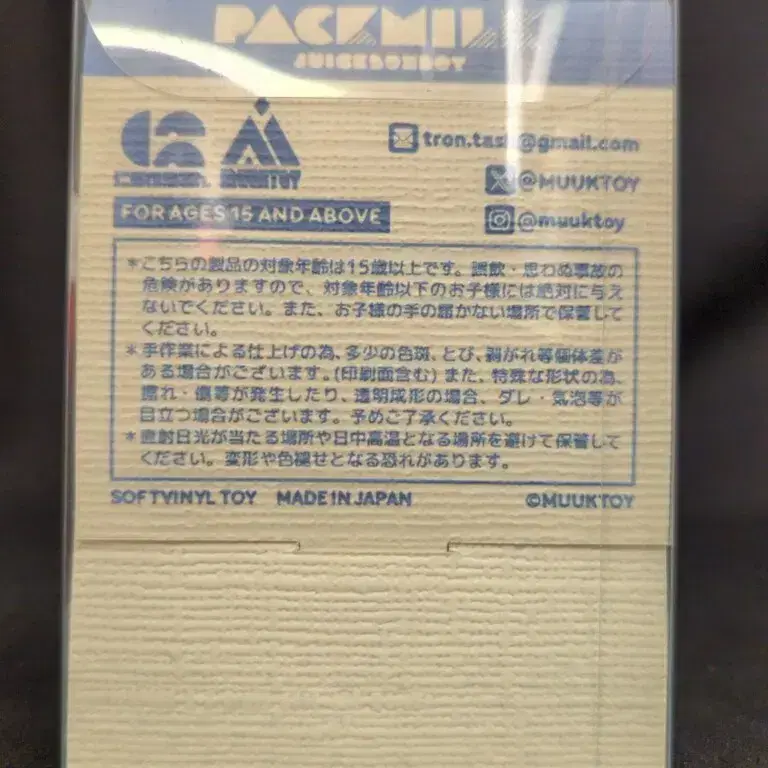 PACKMIL
JUICEBOXBOY
MUUKTOY
tron.task@gmail.com
@MUUKTOY
@muuktoy
FOR AGES 15 AND ABOVE
*こちらの製品の対象年齢は15歳以上です。誤飲・思わぬ事故の
危険がありますので、対象年齢以下のお子様には絶対に与え
ないでください。また、お子様の手の届かない場所で保管して
ください。
*手作業による仕上げの為、多少の色斑、とび、剥がれ等個体差が
ある場合がございます。(印刷面含む) また、特殊な形状の為、
擦れ・傷等が発生したり、透明成形の場合、ダレ・気泡等が
目立つ場合がございます。予めご了承ください。
*直射日光が当たる場所や日中高温となる場所を避けて保管して
ください。変形や色褪せとなる恐れがあります。
SOFTVINYL TOY MADE IN JAPAN
©MUUKTOY